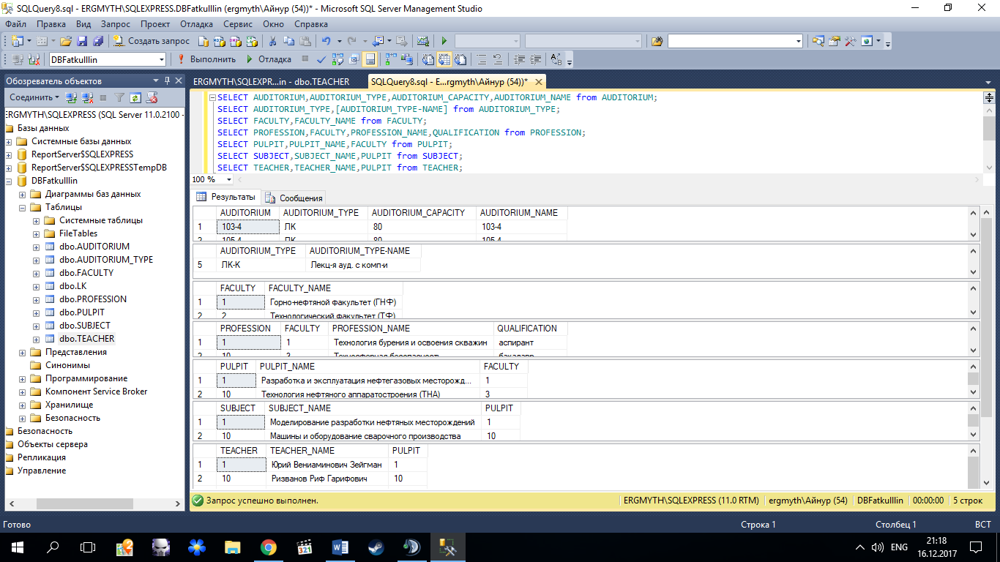 SQLQuery8.sql - ERGMYTH\SQLEXPRESS.DBFatkulllin (ergmyth\Айнур (54))* - Microsoft SQL Server Management Studio
Файл Правка Вид Запрос Проект Отладка Сервис Окно Справка
Создать запрос
DBFatkulllin Выполнить Отладка
Обозреватель объектов
Соединить
ERGMYTH\SQLEXPRESS (SQL Server 11.0.2100 -
Базы данных
Системные базы данных
ReportServer$SQLEXPRESS
ReportServer$SQLEXPRESSTempDB
DBFatkulllin
Диаграммы баз данных
Таблицы
Системные таблицы
FileTables
dbo.AUDITORIUM
dbo.AUDITORIUM_TYPE
dbo.FACULTY
dbo.LK
dbo.PROFESSION
dbo.PULPIT
dbo.SUBJECT
dbo.TEACHER
Представления
Синонимы
Программирование
Компонент Service Broker
Хранилище
Безопасность
Безопасность
Объекты сервера
Репликация
Управление
ERGMYTH\SQLEXPR...in - dbo.TEACHER SQLQuery8.sql - E...rgmyth\Айнур (54))*
SELECT AUDITORIUM,AUDITORIUM_TYPE,AUDITORIUM_CAPACITY,AUDITORIUM_NAME from AUDITORIUM;
SELECT AUDITORIUM_TYPE,[AUDITORIUM_TYPE-NAME] from AUDITORIUM_TYPE;
SELECT FACULTY,FACULTY_NAME from FACULTY;
SELECT PROFESSION,FACULTY,PROFESSION_NAME,QUALIFICATION from PROFESSION;
SELECT PULPIT,PULPIT_NAME,FACULTY from PULPIT;
SELECT SUBJECT,SUBJECT_NAME,PULPIT from SUBJECT;
SELECT TEACHER,TEACHER_NAME,PULPIT from TEACHER;
100 %
Результаты Сообщения
AUDITORIUM AUDITORIUM_TYPE AUDITORIUM_CAPACITY AUDITORIUM_NAME
1 103-4 ЛК 80 103-4
2 105-4 ЛК 80 105-4
AUDITORIUM_TYPE AUDITORIUM_TYPE-NAME
5 ЛК-К Лекц-я ауд. с комп-и
FACULTY FACULTY_NAME
1 1 Горно-нефтяной факультет (ГНФ)
2 2 Технологический факультет (ТФ)
PROFESSION FACULTY PROFESSION_NAME QUALIFICATION
1 1 1 Технология бурения и освоения скважин аспирант
2 10 3 Техносферная безопасность бакалавр
PULPIT PULPIT_NAME FACULTY
1 1 Разработка и эксплуатация нефтегазовых месторожд... 1
2 10 Технология нефтяного аппаратостроения (ТНА) 3
SUBJECT SUBJECT_NAME PULPIT
1 1 Моделирование разработки нефтяных месторождений 1
2 10 Машины и оборудование сварочного производства 10
TEACHER TEACHER_NAME PULPIT
1 1 Юрий Вениаминович Зейгман 1
2 10 Ризванов Риф Гарифович 10
Запрос успешно выполнен. ERGMYTH\SQLEXPRESS (11.0 RTM) ergmyth\Айнур (54) DBFatkulllin 00:00:00 5 строк
Готово Строка 1 Столбец 1 ВСТ
321 ENG 21:18
16.12.2017